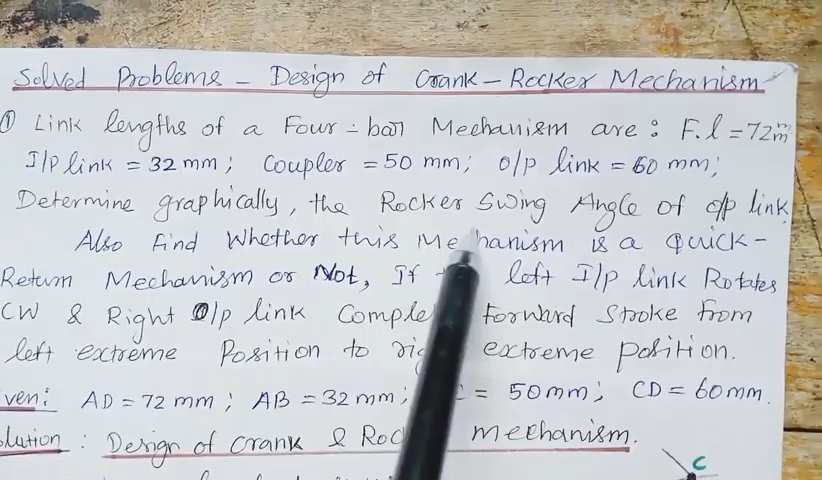 Solved Problems - Design of Crank - Rocker Mechanism
① Link lengths of a Four-bar Mechanism are: F.l = 72mm
I/P link = 32 mm; Coupler = 50 mm; O/P link = 60 mm;
Determine graphically, the Rocker Swing Angle of o/p link.
Also find Whether this Mechanism is a Quick-
Return Mechanism or Not, If left I/p link Rotates
CW & Right O/p link Comple Forward Stroke from
left extreme Position to extreme position.
ven: AD = 72 mm; AB = 32 mm; = 50mm; CD = 60mm.
lution: Design of Crank & Roc mechanism.
C